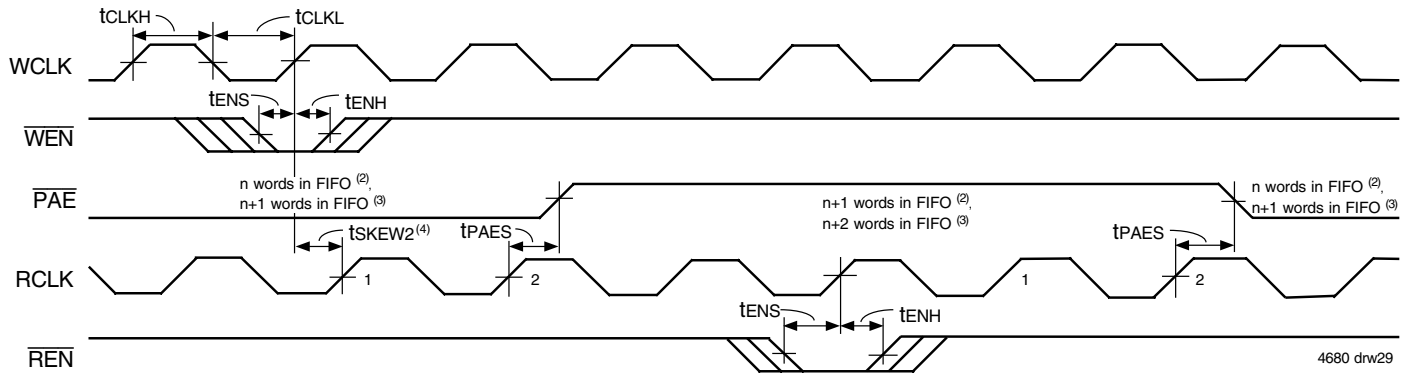 tCLKH tCLKL
WCLK
tENS tENH
WEN
n words in FIFO (2),
n+1 words in FIFO (3)
PAE
n+1 words in FIFO (2),
n+2 words in FIFO (3)
n words in FIFO (2),
n+1 words in FIFO (3)
tSKEW2(4) tPAES tPAES
RCLK 1 2 1 2
tENS tENH
REN
4680 drw29